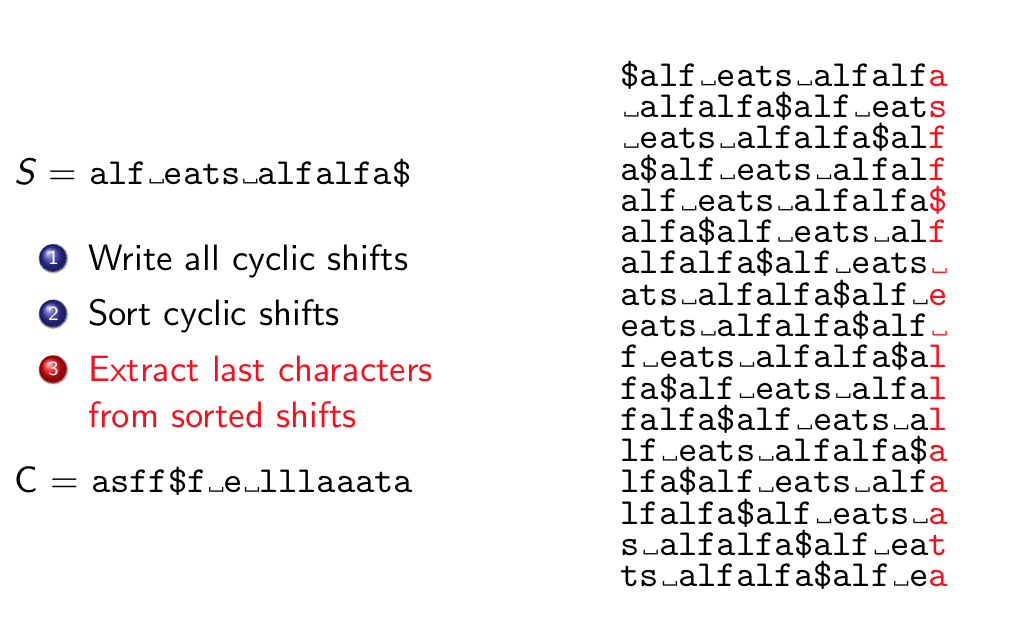 S = alf␣eats␣alfalfa$
1 Write all cyclic shifts
2 Sort cyclic shifts
3 Extract last characters
from sorted shifts
C = asff$f␣e␣lllaaata
$alf␣eats␣alfalfa
␣alfalfa$alf␣eats
␣eats␣alfalfa$alf
a$alf␣eats␣alfalf
alf␣eats␣alfalfa$
alfa$alf␣eats␣alf
alfalfa$alf␣eats␣
ats␣alfalfa$alf␣e
eats␣alfalfa$alf␣
f␣eats␣alfalfa$al
fa$alf␣eats␣alfal
falfa$alf␣eats␣al
lf␣eats␣alfalfa$a
lfa$alf␣eats␣alfa
lfalfa$alf␣eats␣a
s␣alfalfa$alf␣eat
ts␣alfalfa$alf␣ea